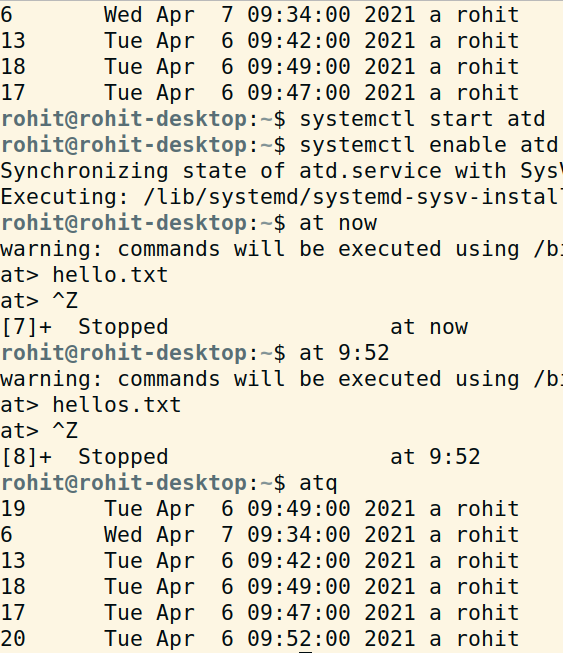 6       Wed Apr  7 09:34:00 2021 a rohit
13      Tue Apr  6 09:42:00 2021 a rohit
18      Tue Apr  6 09:49:00 2021 a rohit
17      Tue Apr  6 09:47:00 2021 a rohit
rohit@rohit-desktop:~$ systemctl start atd
rohit@rohit-desktop:~$ systemctl enable atd
Synchronizing state of atd.service with SysV
Executing: /lib/systemd/systemd-sysv-install
rohit@rohit-desktop:~$ at now
warning: commands will be executed using /bi
at> hello.txt
at> ^Z
[7]+  Stopped                 at now
rohit@rohit-desktop:~$ at 9:52
warning: commands will be executed using /bi
at> hellos.txt
at> ^Z
[8]+  Stopped                 at 9:52
rohit@rohit-desktop:~$ atq
19      Tue Apr  6 09:49:00 2021 a rohit
6       Wed Apr  7 09:34:00 2021 a rohit
13      Tue Apr  6 09:42:00 2021 a rohit
18      Tue Apr  6 09:49:00 2021 a rohit
17      Tue Apr  6 09:47:00 2021 a rohit
20      Tue Apr  6 09:52:00 2021 a rohit